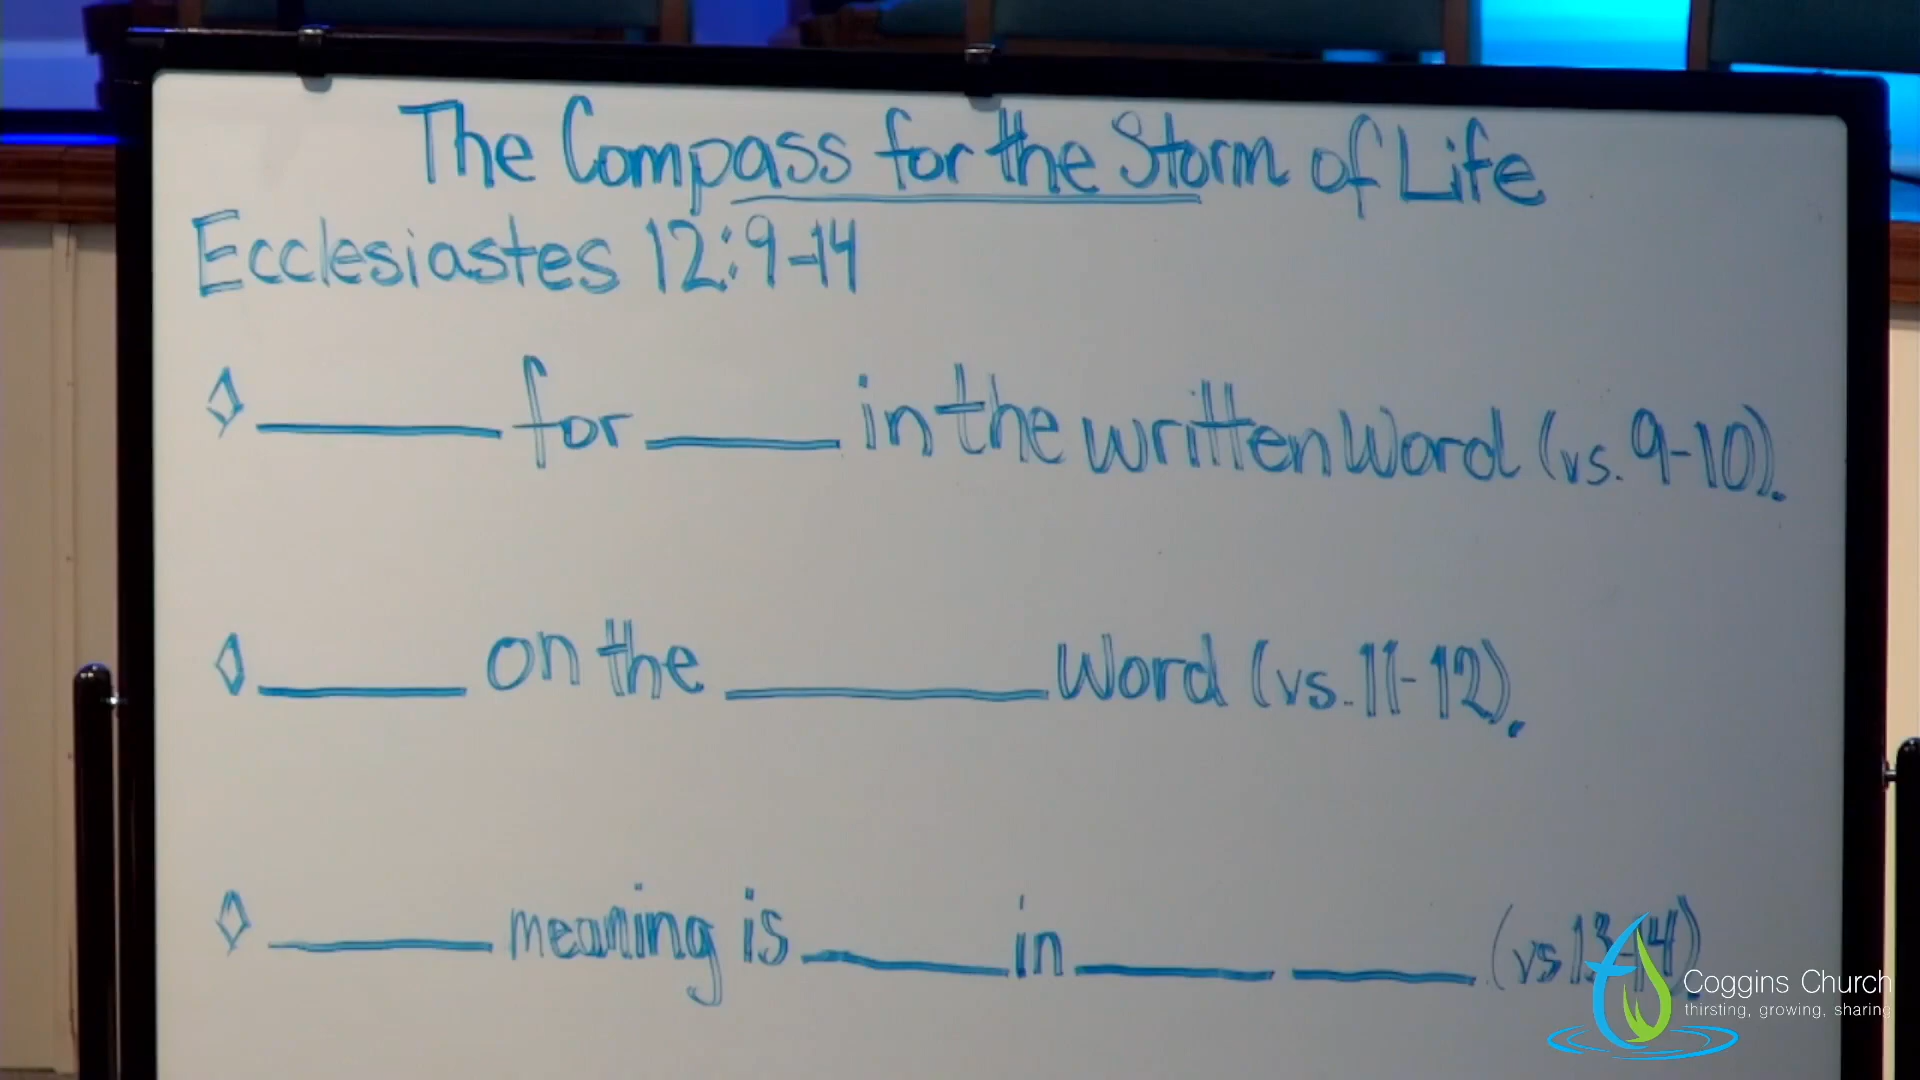 The Compass for the Storm of Life
Ecclesiastes 12:9-14
◊ ______ for _____ in the written Word (vs. 9-10).
◊ _____ on the ________ Word (vs. 11-12).
◊ ______ meaning is _____ in _____ _____ (vs 13-14).
Coggins Church
thirsting, growing, sharing